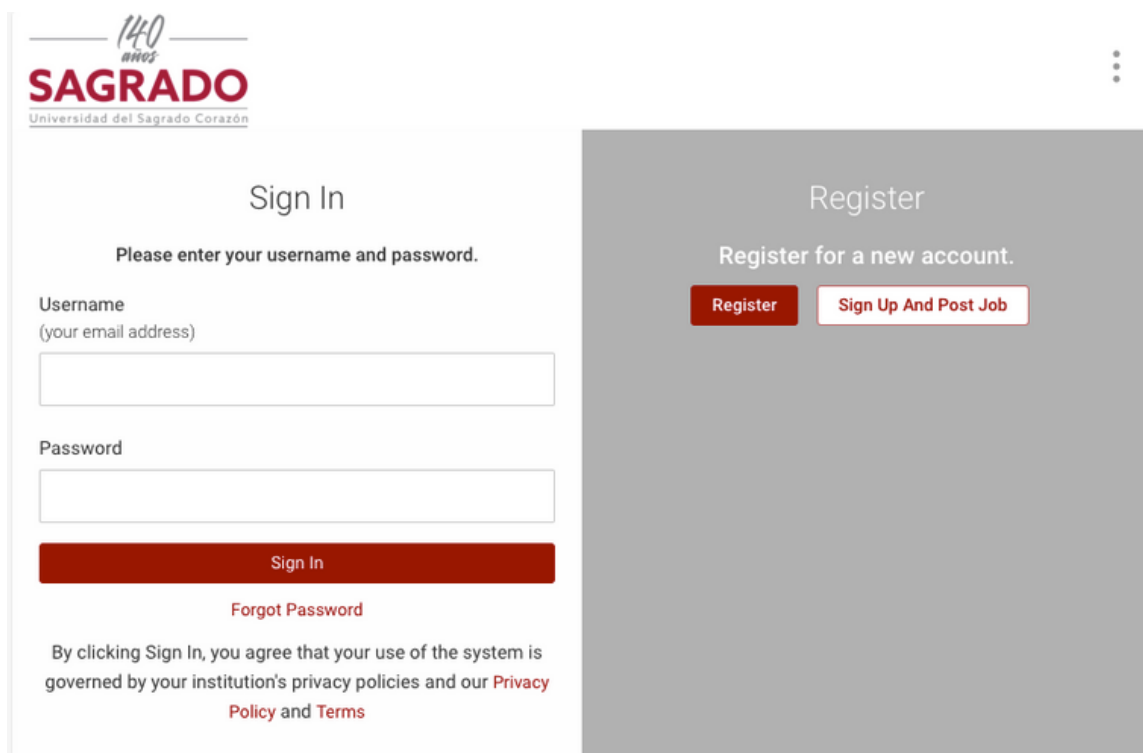 140
años
SAGRADO
Universidad del Sagrado Corazón
Sign In
Please enter your username and password.
Username
(your email address)
Password
Sign In
Forgot Password
By clicking Sign In, you agree that your use of the system is
governed by your institution's privacy policies and our Privacy
Policy and Terms
Register
Register for a new account.
Register
Sign Up And Post Job